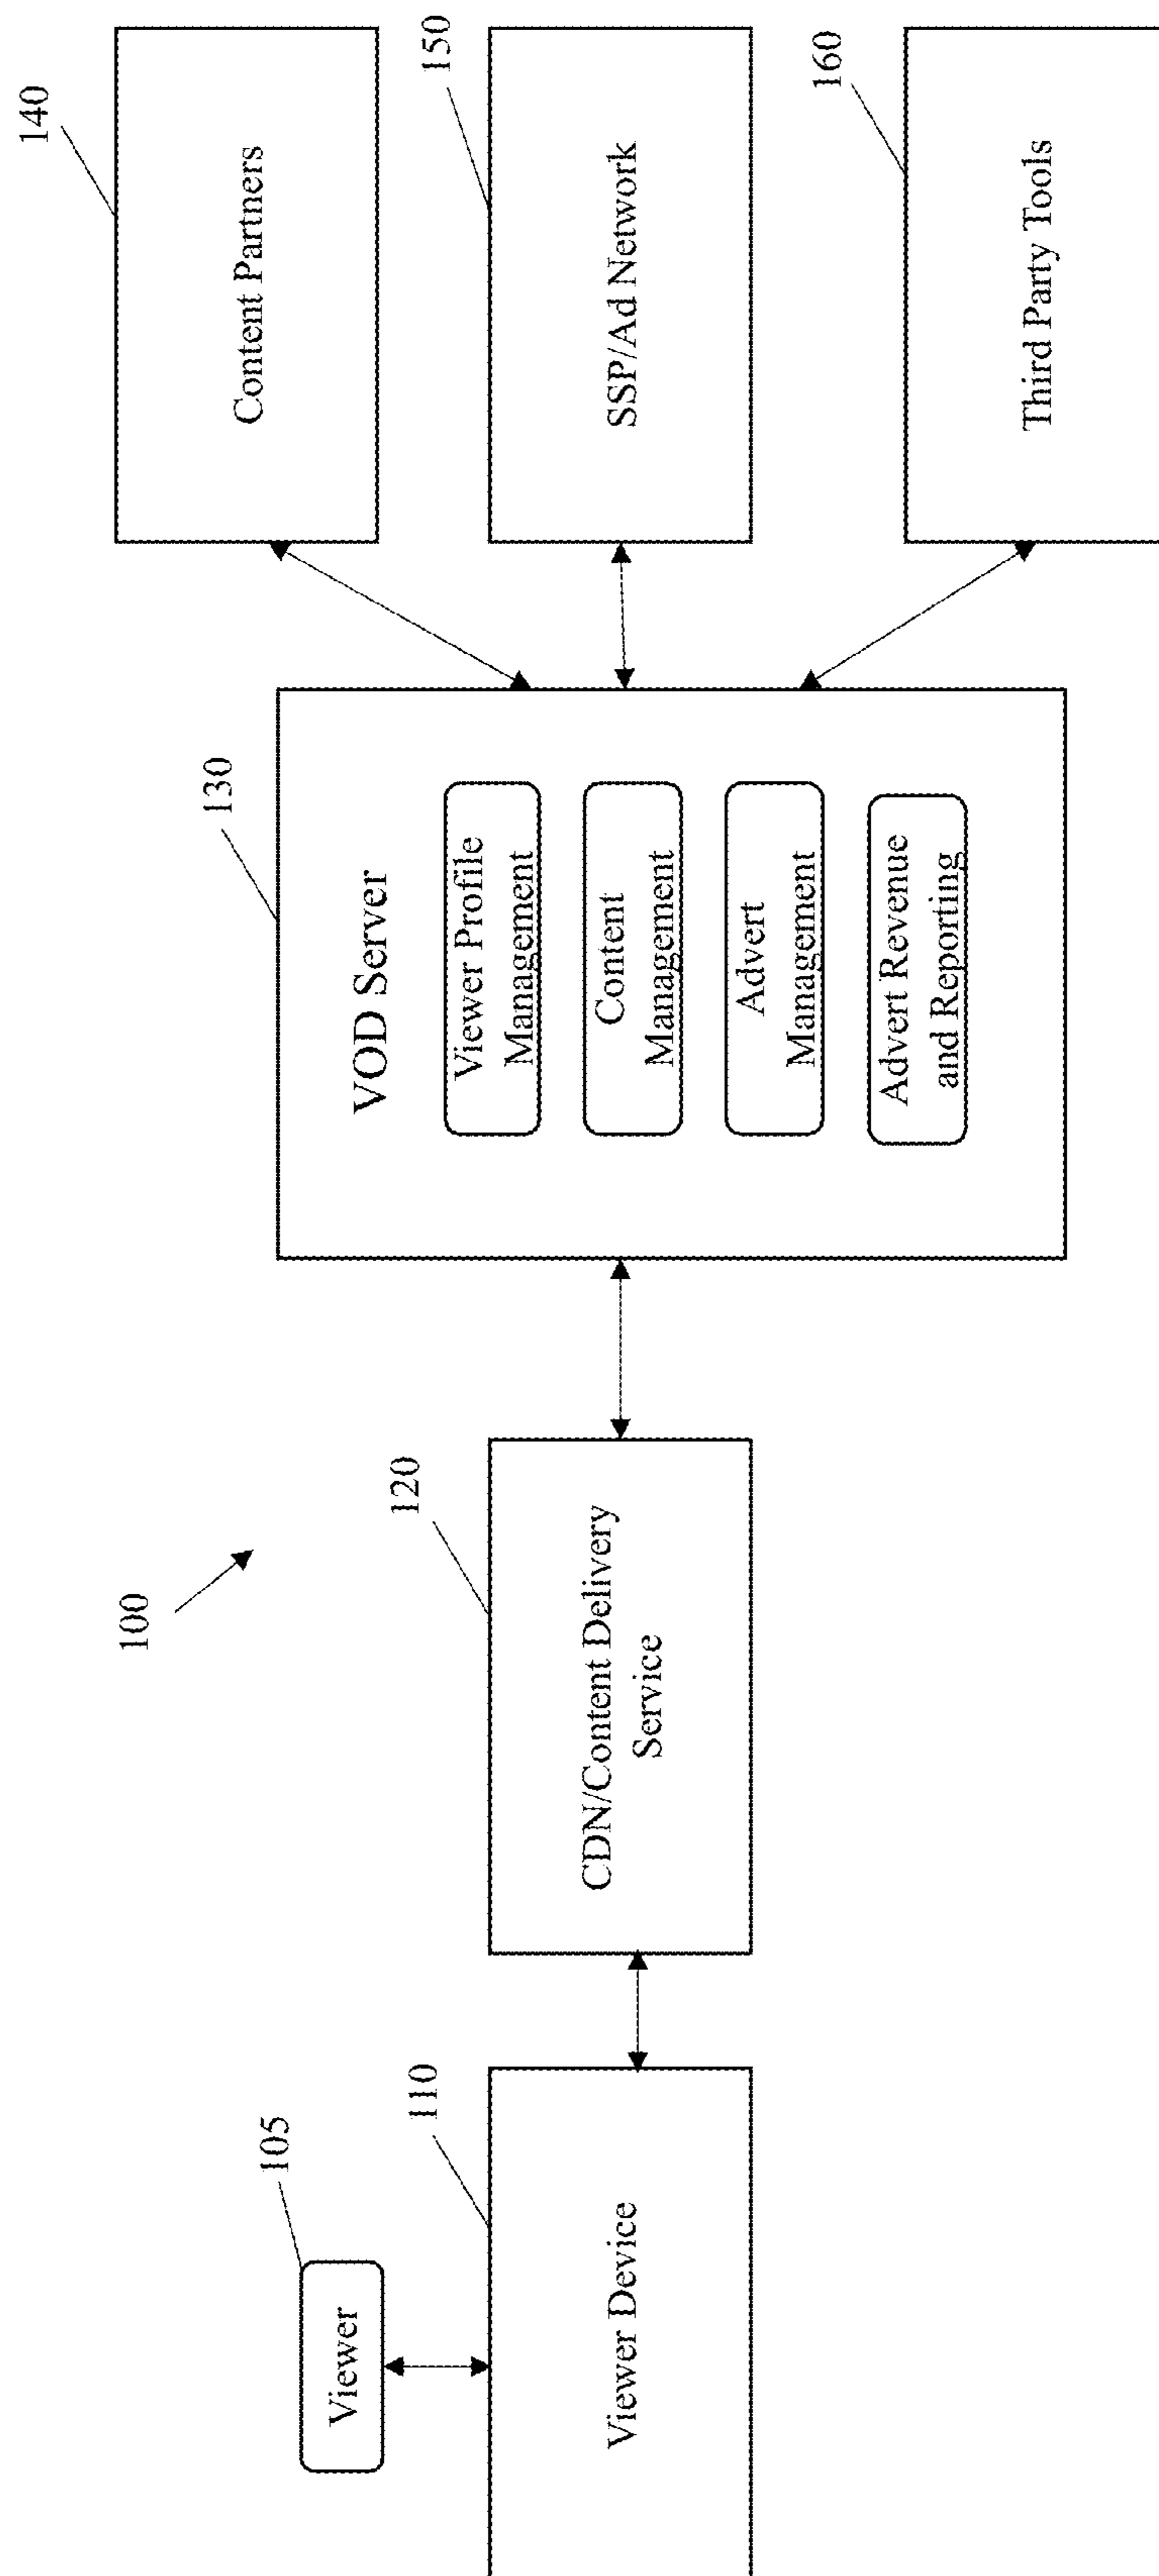 100
105
Viewer
110
Viewer Device
120
CDN/Content Delivery
Service
130
VOD Server
Viewer Profile
Management
Content
Management
Advert
Management
Advert Revenue
and Reporting
140
Content Partners
150
SSP/Ad Network
160
Third Party Tools